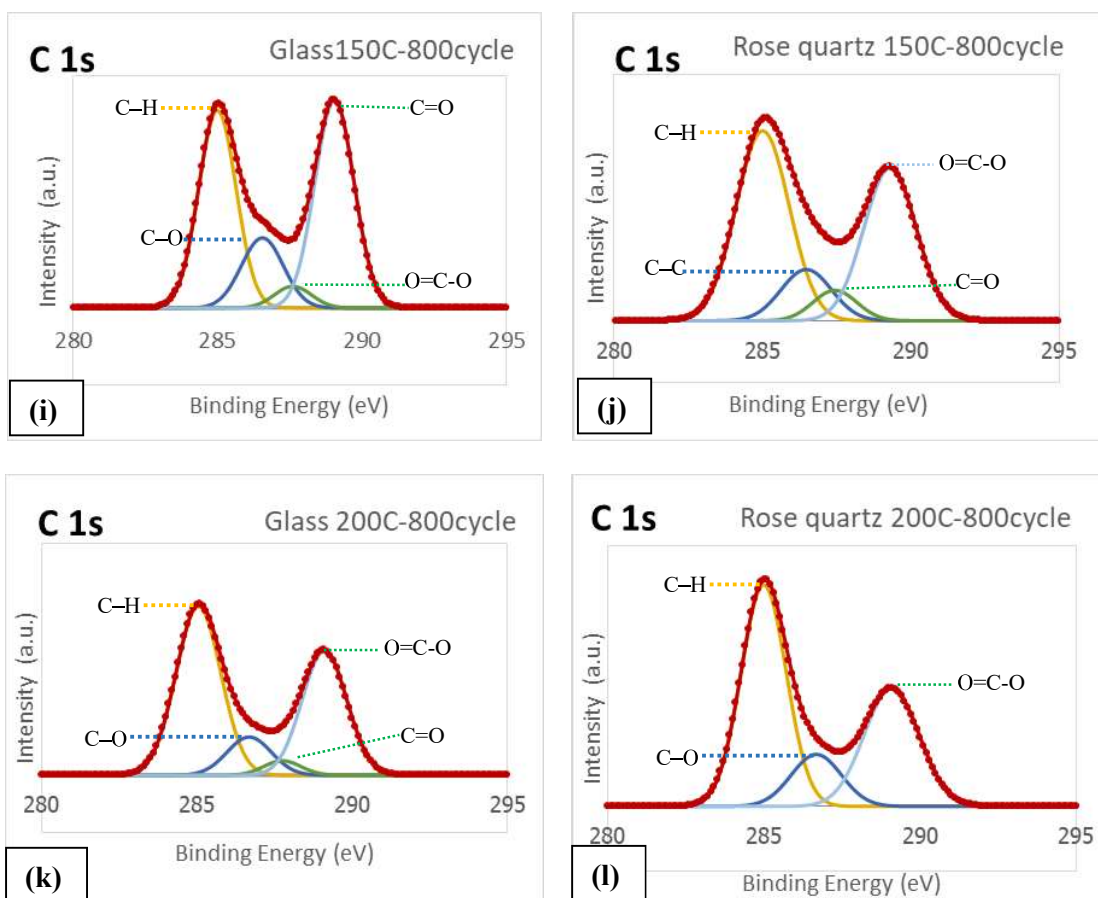 C 1s
Glass150C-800cycle
C–H
C=O
C–O
O=C-O
Intensity (a.u.)
280 285 290 295
Binding Energy (eV)
(i)
C 1s
Rose quartz 150C-800cycle
C–H
O=C-O
C–C
C=O
Intensity (a.u.)
280 285 290 295
Binding Energy (eV)
(j)
C 1s
Glass 200C-800cycle
C–H
O=C-O
C–O
C=O
Intensity (a.u.)
280 285 290 295
Binding Energy (eV)
(k)
C 1s
Rose quartz 200C-800cycle
C–H
O=C-O
C–O
Intensity (a.u.)
280 285 290 295
Binding Energy (eV)
(l)